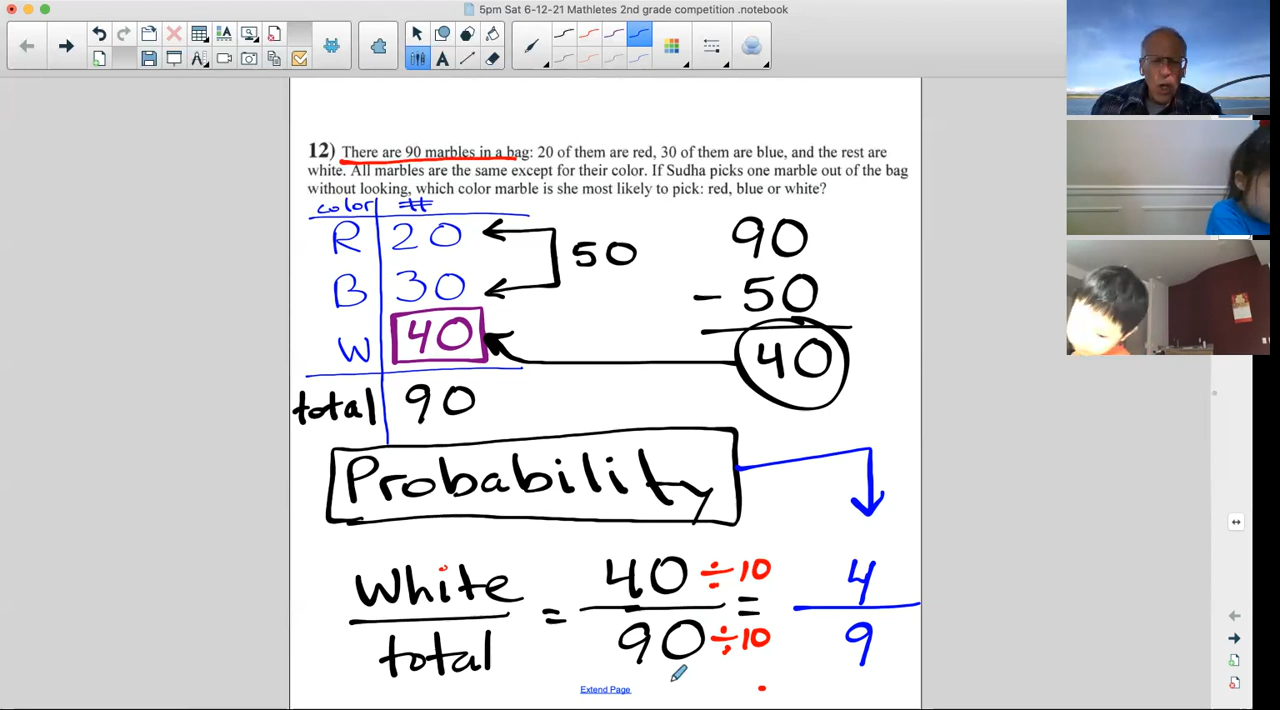 5pm Sat 6-12-21 Mathletes 2nd grade competition .notebook
12) There are 90 marbles in a bag: 20 of them are red, 30 of them are blue, and the rest are
white. All marbles are the same except for their color. If Sudha picks one marble out of the bag
without looking, which color marble is she most likely to pick: red, blue or white?
color #
R 20
B 30
W 40
total 90
50
90
- 50
40
Probability
White
total
=
40 ÷10
90 ÷10
=
4
9
Extend Page